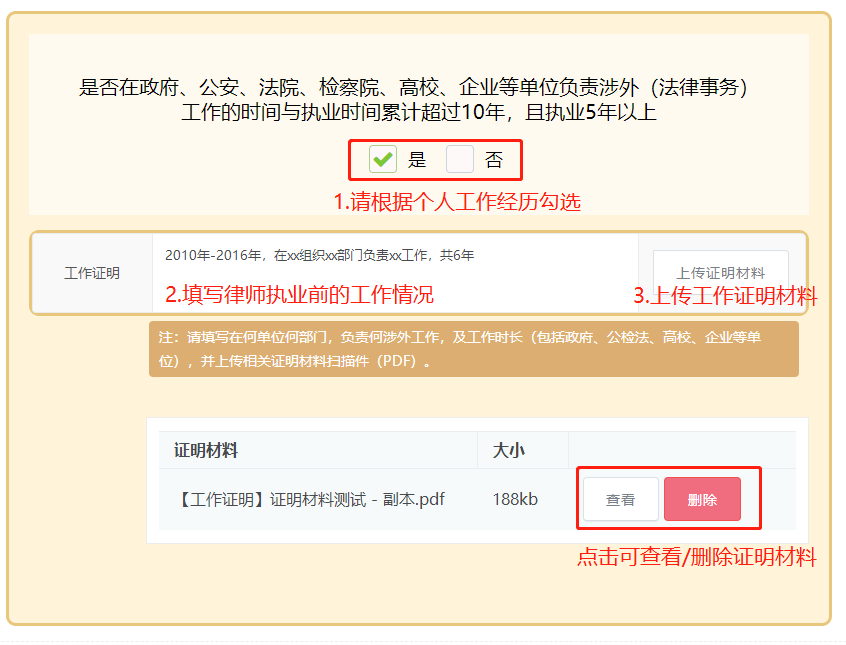 是否在政府、公安、法院、检察院、高校、企业等单位负责涉外（法律事务）
工作的时间与执业时间累计超过10年，且执业5年以上
是 否
1.请根据个人工作经历勾选
工作证明
2010年-2016年，在xx组织xx部门负责xx工作，共6年
上传证明材料
2.填写律师执业前的工作情况
3.上传工作证明材料
注：请填写在何单位何部门，负责何涉外工作，及工作时长（包括政府、公检法、高校、企业等单
位），并上传相关证明材料扫描件（PDF）。
证明材料 大小
【工作证明】证明材料测试 - 副本.pdf 188kb 查看 删除
点击可查看/删除证明材料